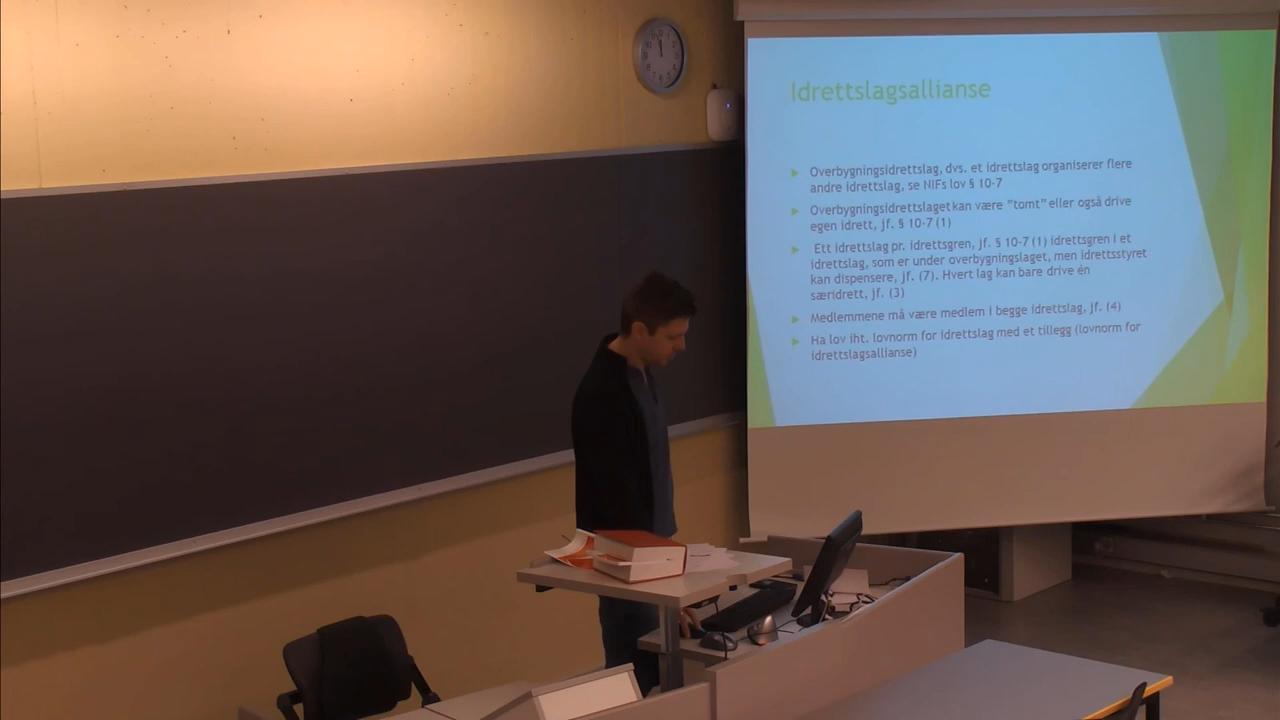 Idrettslagsallianse
Overbygningsidrettslag, dvs. et idrettslag organiserer flere
andre idrettslag, se NIFs lov § 10-7
Overbygningsidrettslaget kan være "tomt" eller også drive
egen idrett, jf. § 10-7 (1)
Ett idrettslag pr. idrettsgren, jf. § 10-7 (1) idrettsgren i et
idrettslag, som er under overbygningslaget, men idrettsstyret
kan dispensere, jf. (7). Hvert lag kan bare drive én
særidrett, jf. (3)
Medlemmene må være medlem i begge idrettslag, jf. (4)
Ha lov iht. lovnorm for idrettslag med et tillegg (lovnorm for
idrettslagsallianse)